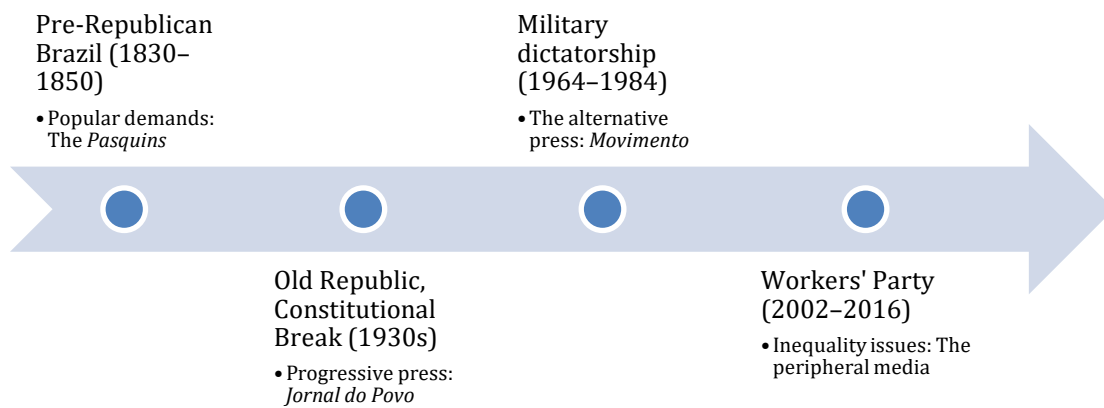 Pre-Republican
Brazil (1830–
1850)
• Popular demands:
The Pasquins
Old Republic,
Constitutional
Break (1930s)
• Progressive press:
Jornal do Povo
Military
dictatorship
(1964–1984)
• The alternative
press: Movimento
Workers' Party
(2002–2016)
• Inequality issues: The
peripheral media